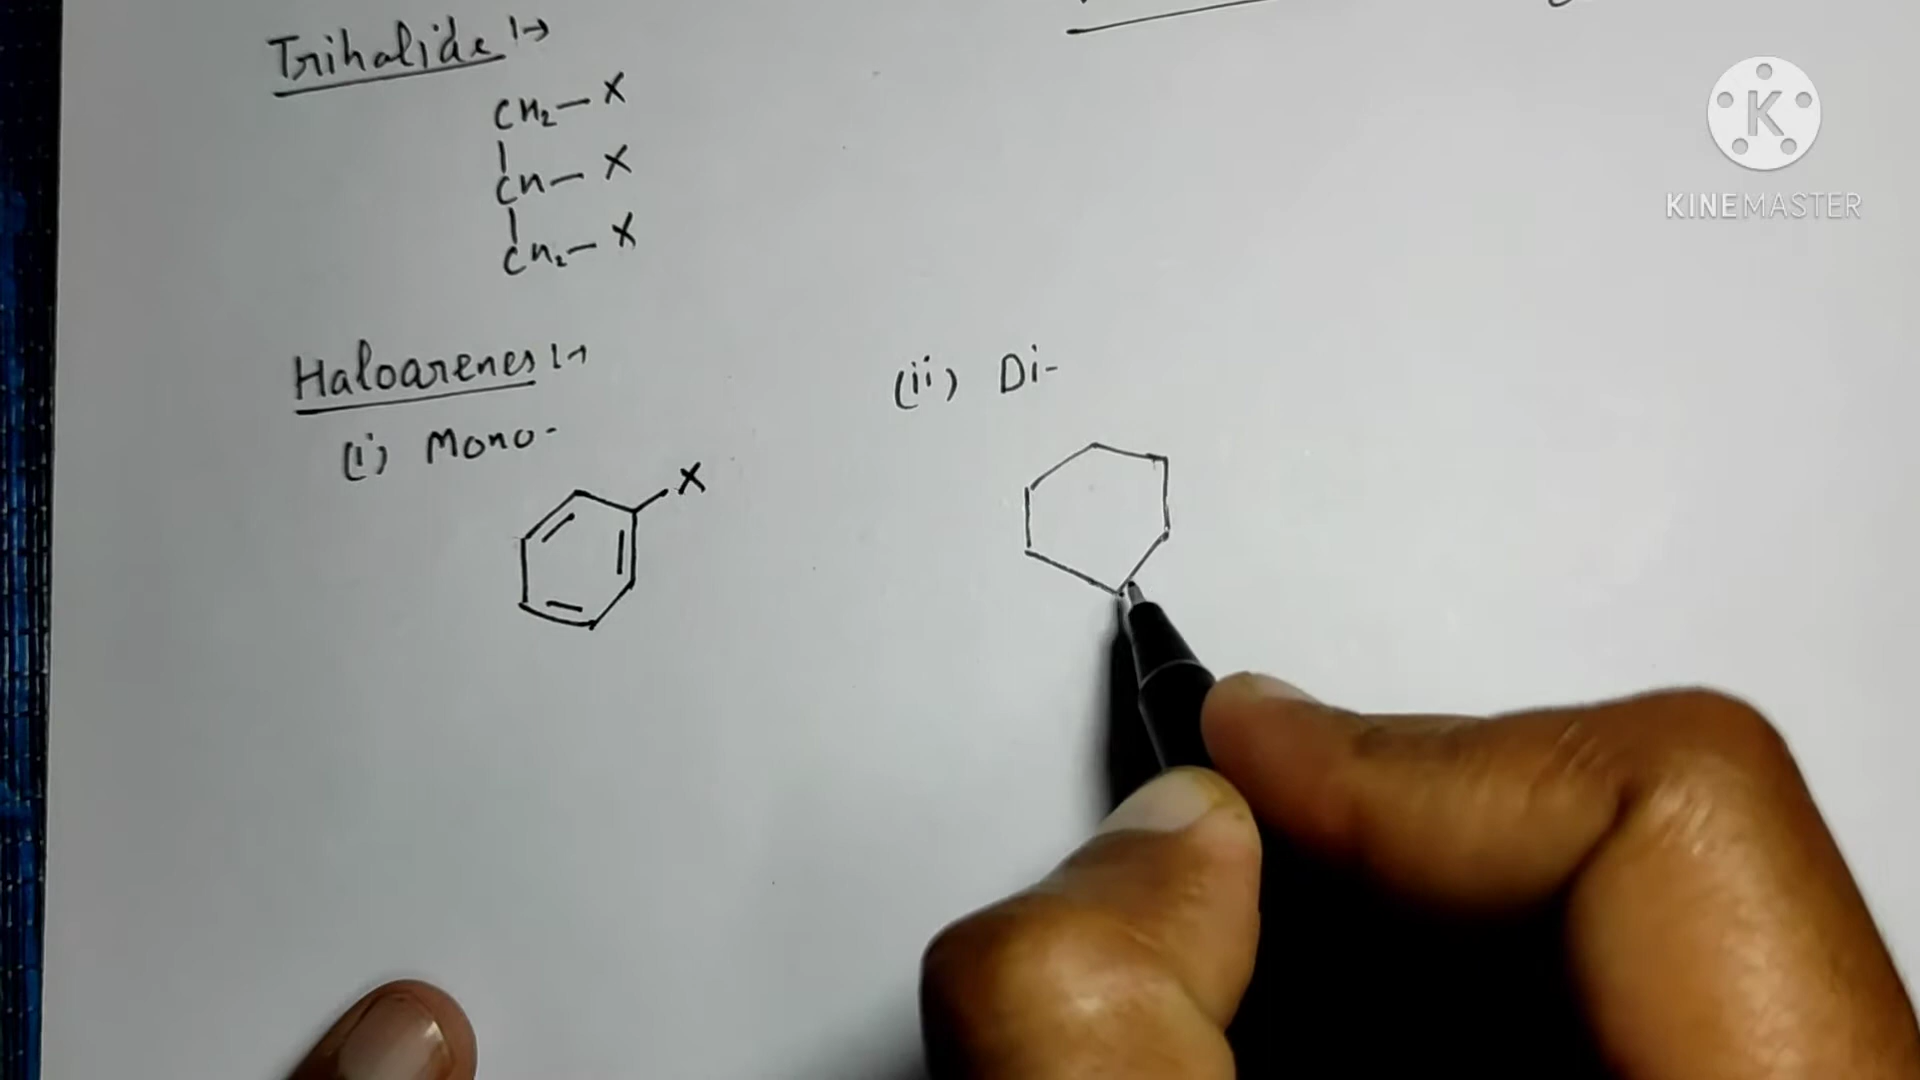 Trihalide :→
CH₂—X
CH—X
CH₂—X
Haloarenes :→
(i) Mono-
X
(ii) Di-
K
KINEMASTER